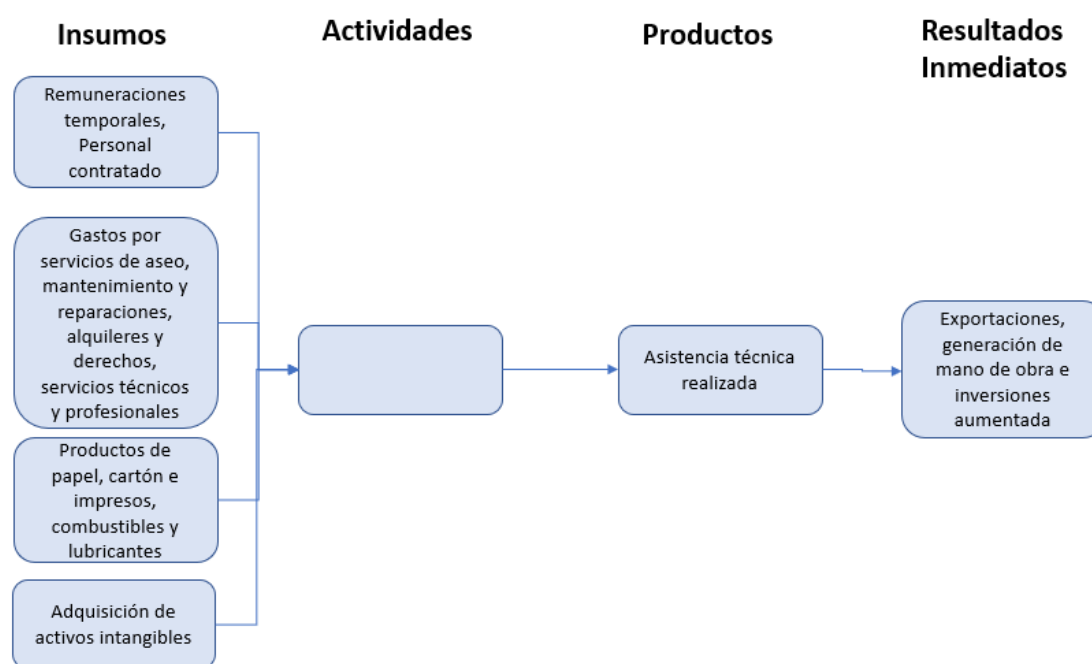 Insumos
Actividades
Productos
Resultados
Inmediatos
Remuneraciones
temporales,
Personal
contratado
Gastos por
servicios de aseo,
mantenimiento y
reparaciones,
alquileres y
derechos,
servicios técnicos
y profesionales
Productos de
papel, cartón e
impresos,
combustibles y
lubricantes
Adquisición de
activos intangibles
Asistencia técnica
realizada
Exportaciones,
generación de
mano de obra e
inversiones
aumentada